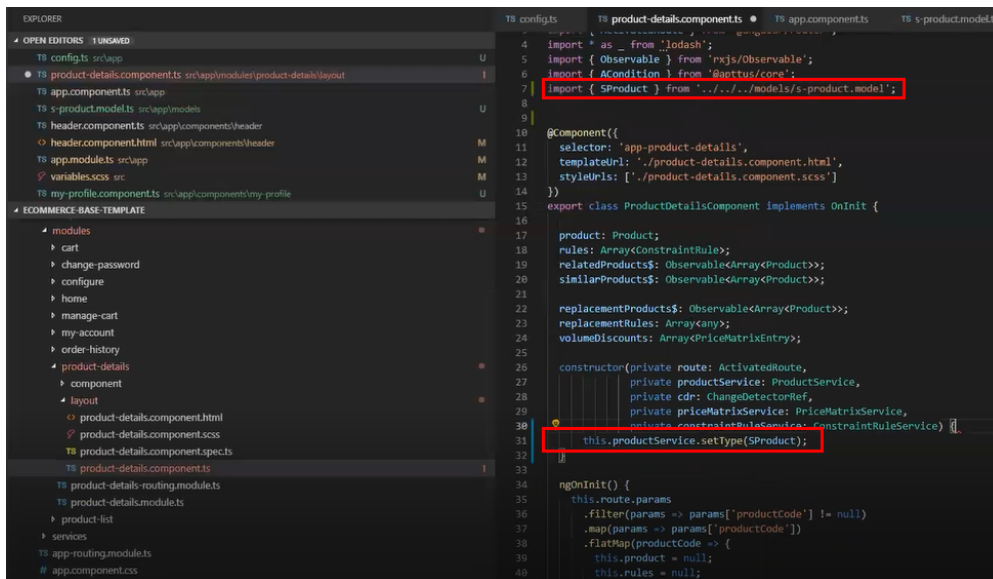 EXPLORER
OPEN EDITORS 1 UNSAVED
TS config.ts src\app U
TS product-details.component.ts src\app\modules\product-details\layout 1
TS app.component.ts src\app
TS s-product.model.ts src\app\models U
TS header.component.ts src\app\components\header
<> header.component.html src\app\components\header M
TS app.module.ts src\app M
variables.scss src M
TS my-profile.component.ts src\app\components\my-profile U
ECOMMERCE-BASE-TEMPLATE
modules
cart
change-password
configure
home
manage-cart
my-account
order-history
product-details
component
layout
<> product-details.component.html
product-details.component.scss
TS product-details.component.spec.ts
TS product-details.component.ts 1
TS product-details-routing.module.ts
TS product-details.module.ts
product-list
services
TS app-routing.module.ts
# app.component.css
TS config.ts TS product-details.component.ts TS app.component.ts TS s-product.model.t
4 import * as _ from 'lodash';
5 import { Observable } from 'rxjs/Observable';
6 import { ACondition } from '@apttus/core';
7 import { SProduct } from '../../../models/s-product.model';
8
9
10 @Component({
11 selector: 'app-product-details',
12 templateUrl: './product-details.component.html',
13 styleUrls: ['./product-details.component.scss']
14 })
15 export class ProductDetailsComponent implements OnInit {
16
17 product: Product;
18 rules: Array<ConstraintRule>;
19 relatedProducts$: Observable<Array<Product>>;
20 similarProducts$: Observable<Array<Product>>;
21
22 replacementProducts$: Observable<Array<Product>>;
23 replacementRules: Array<any>;
24 volumeDiscounts: Array<PriceMatrixEntry>;
25
26 constructor(private route: ActivatedRoute,
27 private productService: ProductService,
28 private cdr: ChangeDetectorRef,
29 private priceMatrixService: PriceMatrixService,
30 private constraintRuleService: ConstraintRuleService) {
31 this.productService.setType(SProduct);
32 }
33
34 ngOnInit() {
35 this.route.params
36 .filter(params => params['productCode'] != null)
37 .map(params => params['productCode'])
38 .flatMap(productCode => {
39 this.product = null;
40 this.rules = null;